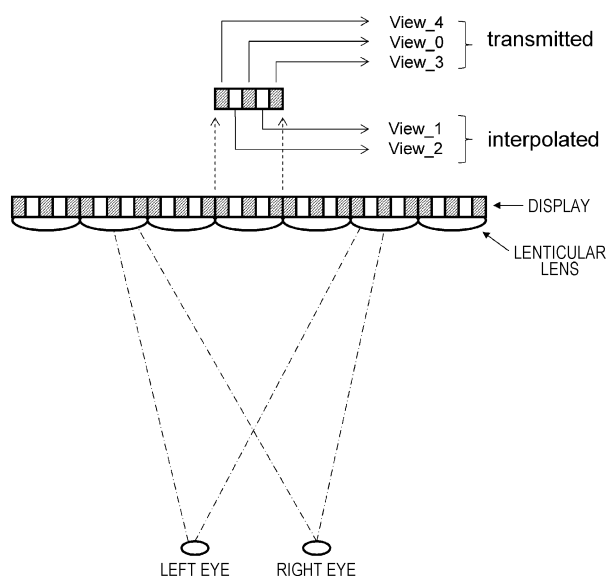 View_4
View_0
View_3
transmitted
View_1
View_2
interpolated
DISPLAY
LENTICULAR
LENS
LEFT EYE
RIGHT EYE